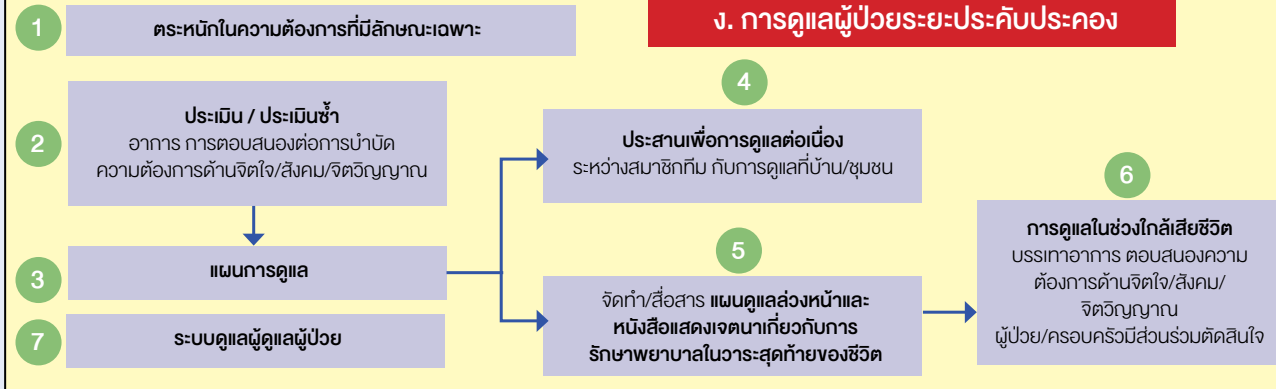 ง. การดูแลผู้ป่วยระยะประคับประคอง
1
ตระหนักในความต้องการที่มีลักษณะเฉพาะ
2
ประเมิน / ประเมินซ้ำ
อาการ การตอบสนองต่อการบำบัด
ความต้องการด้านจิตใจ/สังคม/จิตวิญญาณ
3
แผนการดูแล
4
ประสานเพื่อการดูแลต่อเนื่อง
ระหว่างสมาชิกทีม กับการดูแลที่บ้าน/ชุมชน
5
จัดทำ/สื่อสาร แผนดูแลล่วงหน้าและ
หนังสือแสดงเจตนาเกี่ยวกับการ
รักษาพยาบาลในวาระสุดท้ายของชีวิต
6
การดูแลในช่วงใกล้เสียชีวิต
บรรเทาอาการ ตอบสนองความ
ต้องการด้านจิตใจ/สังคม/
จิตวิญญาณ
ผู้ป่วย/ครอบครัวมีส่วนร่วมตัดสินใจ
7
ระบบดูแลผู้ดูแลผู้ป่วย